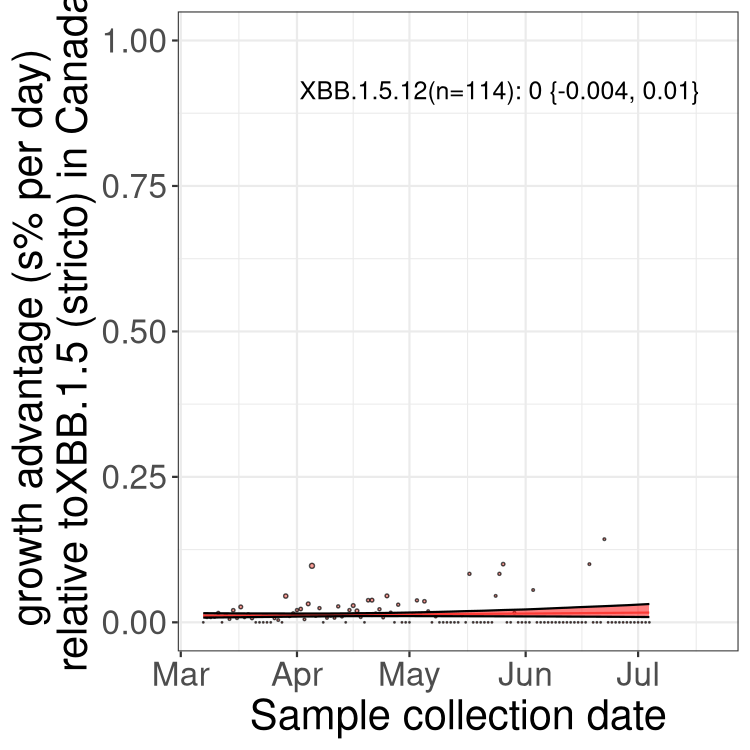 growth advantage (s% per day)
relative toXBB.1.5 (stricto) in Canada
1.00
XBB.1.5.12(n=114): 0 {-0.004, 0.01}
0.75
0.50
0.25
0.00
Mar Apr May Jun Jul
Sample collection date